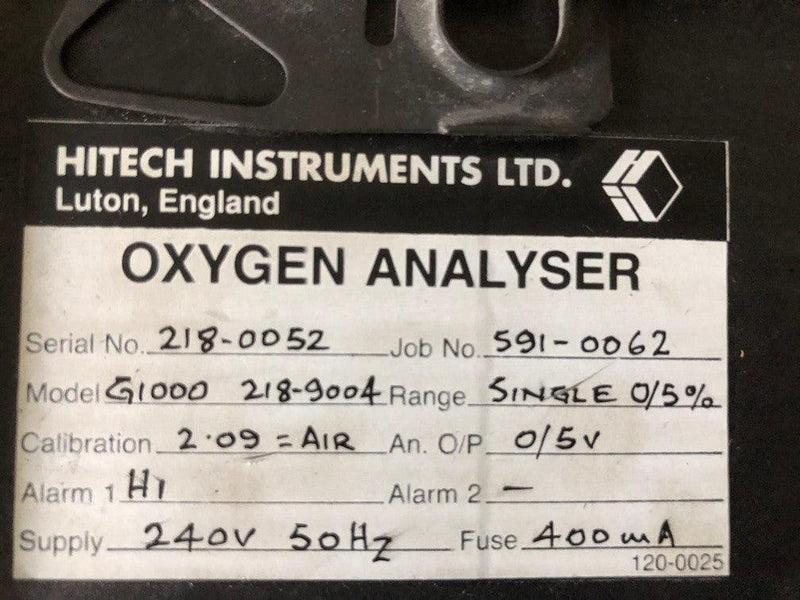 HITECH INSTRUMENTS LTD.
Luton, England
OXYGEN ANALYSER
Serial No. 218-0052 Job No. 591-0062
Model G1000 218-9004 Range SINGLE 0/5%
Calibration 2.09 = AIR An. O/P 0/5V
Alarm 1 HI Alarm 2 -
Supply 240V 50Hz Fuse 400mA
120-0025